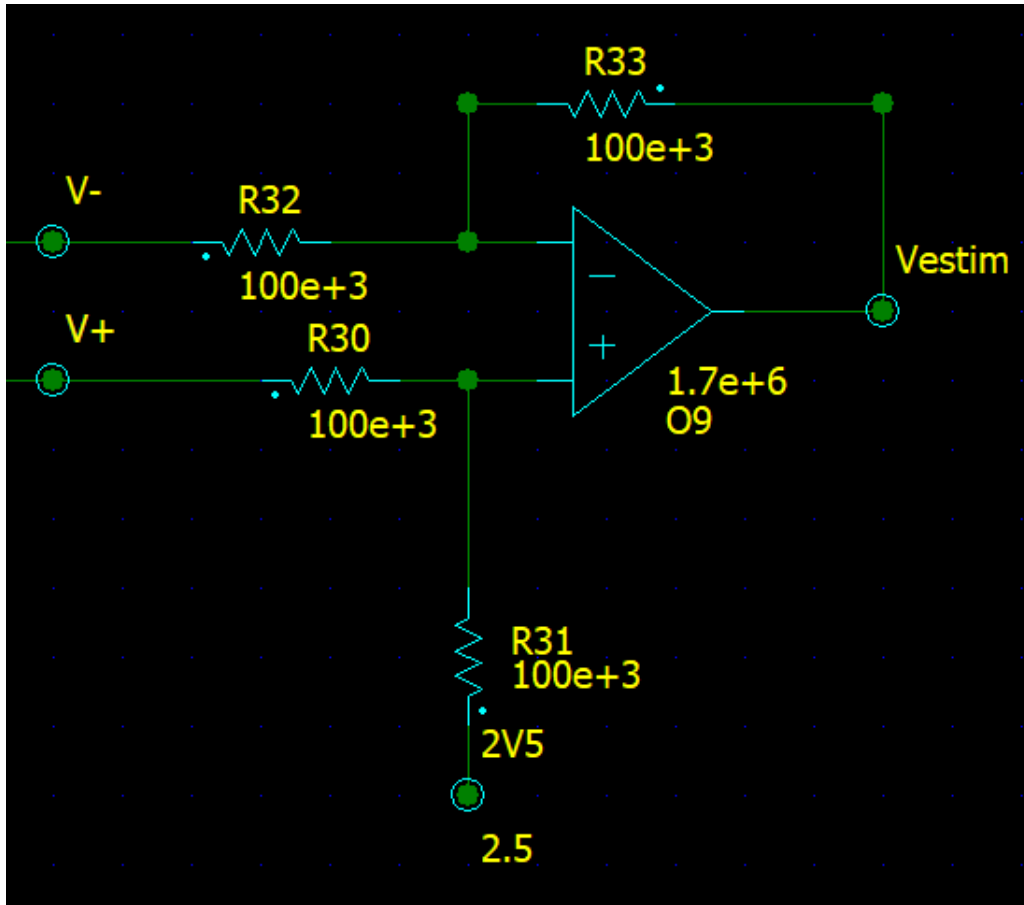 R33
100e+3
V-
R32
100e+3
Vestim
V+
R30
100e+3
−
+
1.7e+6
O9
R31
100e+3
2V5
2.5